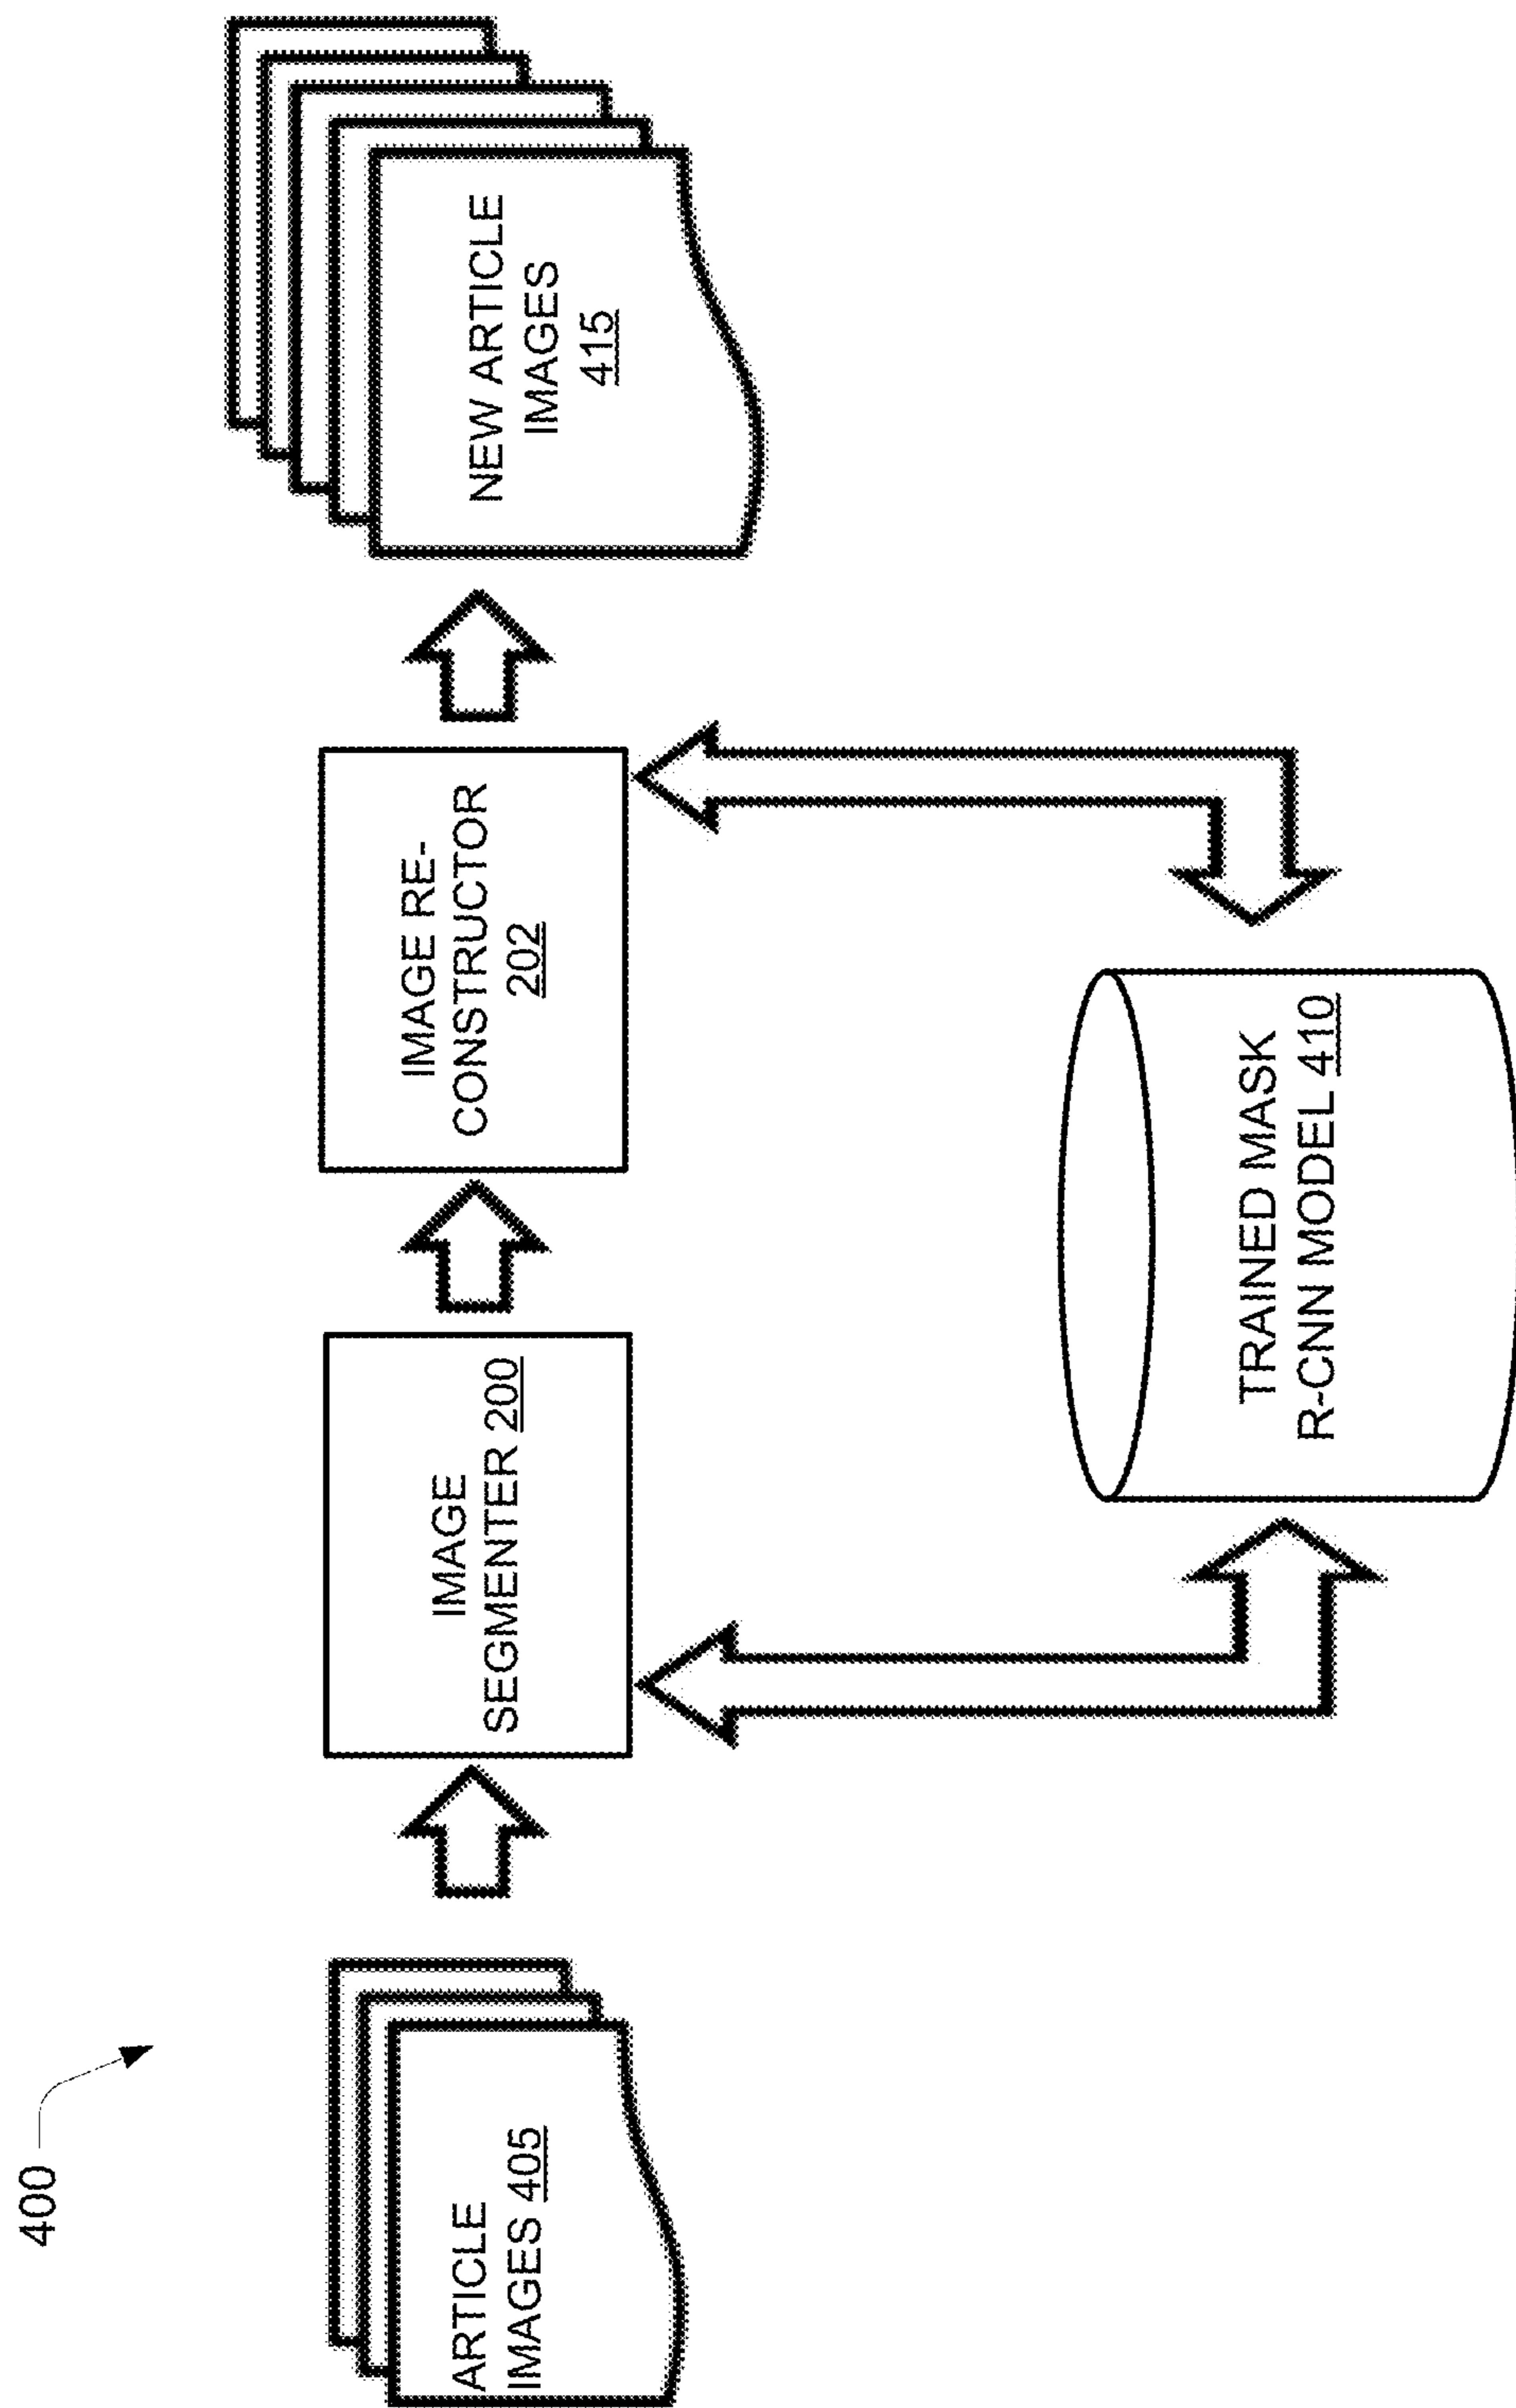 400
ARTICLE
IMAGES 405
IMAGE
SEGMENTER 200
IMAGE RE-
CONSTRUCTOR
202
NEW ARTICLE
IMAGES
415
TRAINED MASK
R-CNN MODEL 410